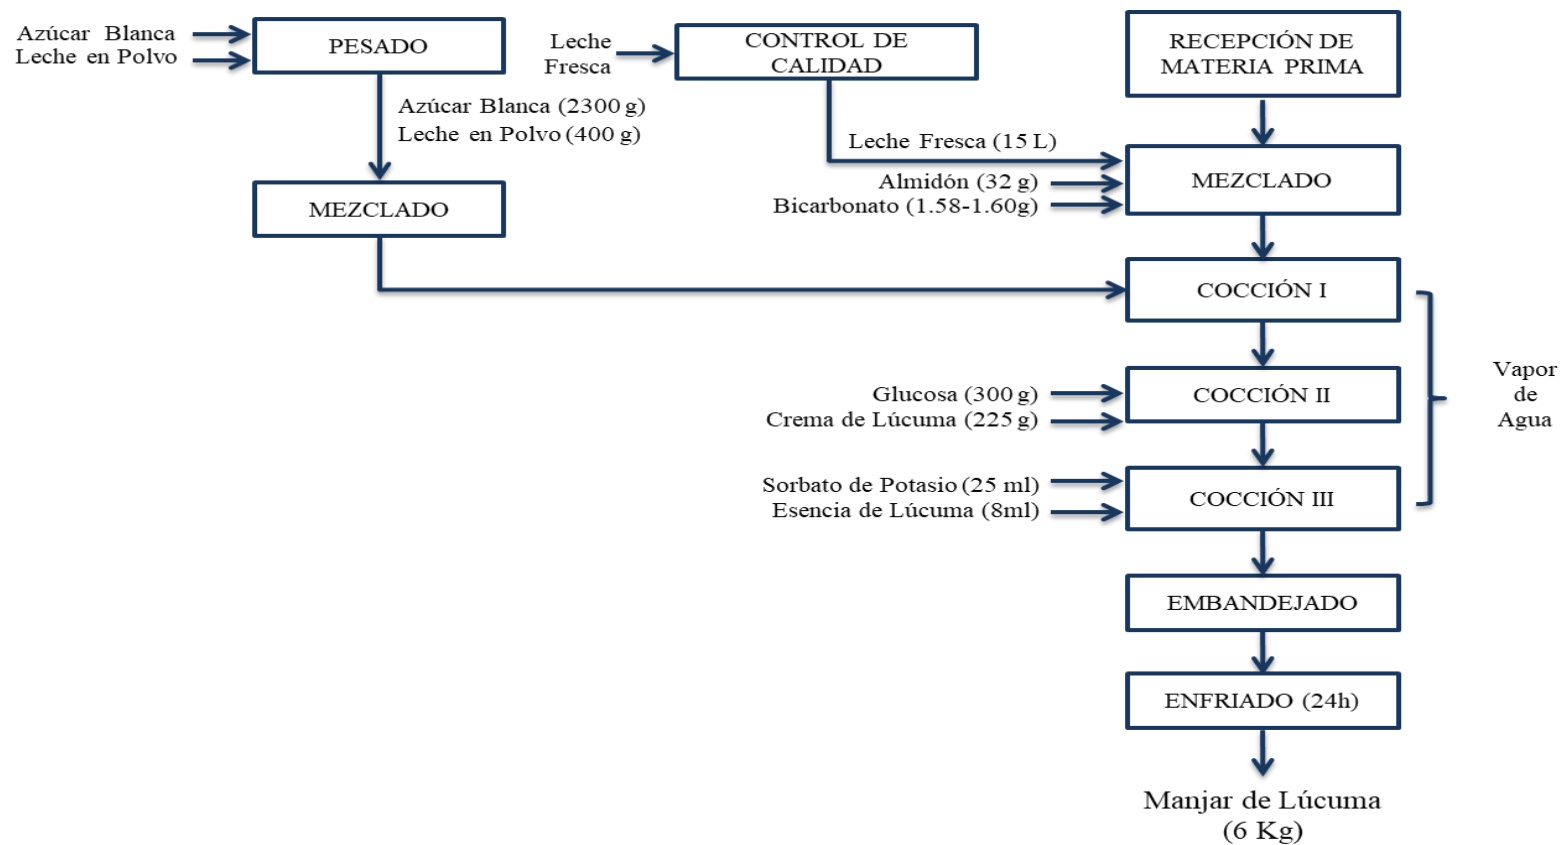 Azúcar Blanca
Leche en Polvo
PESADO
Azúcar Blanca (2300 g)
Leche en Polvo (400 g)
MEZCLADO
Leche
Fresca
CONTROL DE
CALIDAD
Leche Fresca (15 L)
Almidón (32 g)
Bicarbonato (1.58-1.60g)
RECEPCIÓN DE
MATERIA PRIMA
MEZCLADO
COCCIÓN I
Glucosa (300 g)
Crema de Lúcuma (225 g)
COCCIÓN II
Sorbato de Potasio (25 ml)
Esencia de Lúcuma (8ml)
COCCIÓN III
Vapor
de
Agua
EMBANDEJADO
ENFRIADO (24h)
Manjar de Lúcuma
(6 Kg)